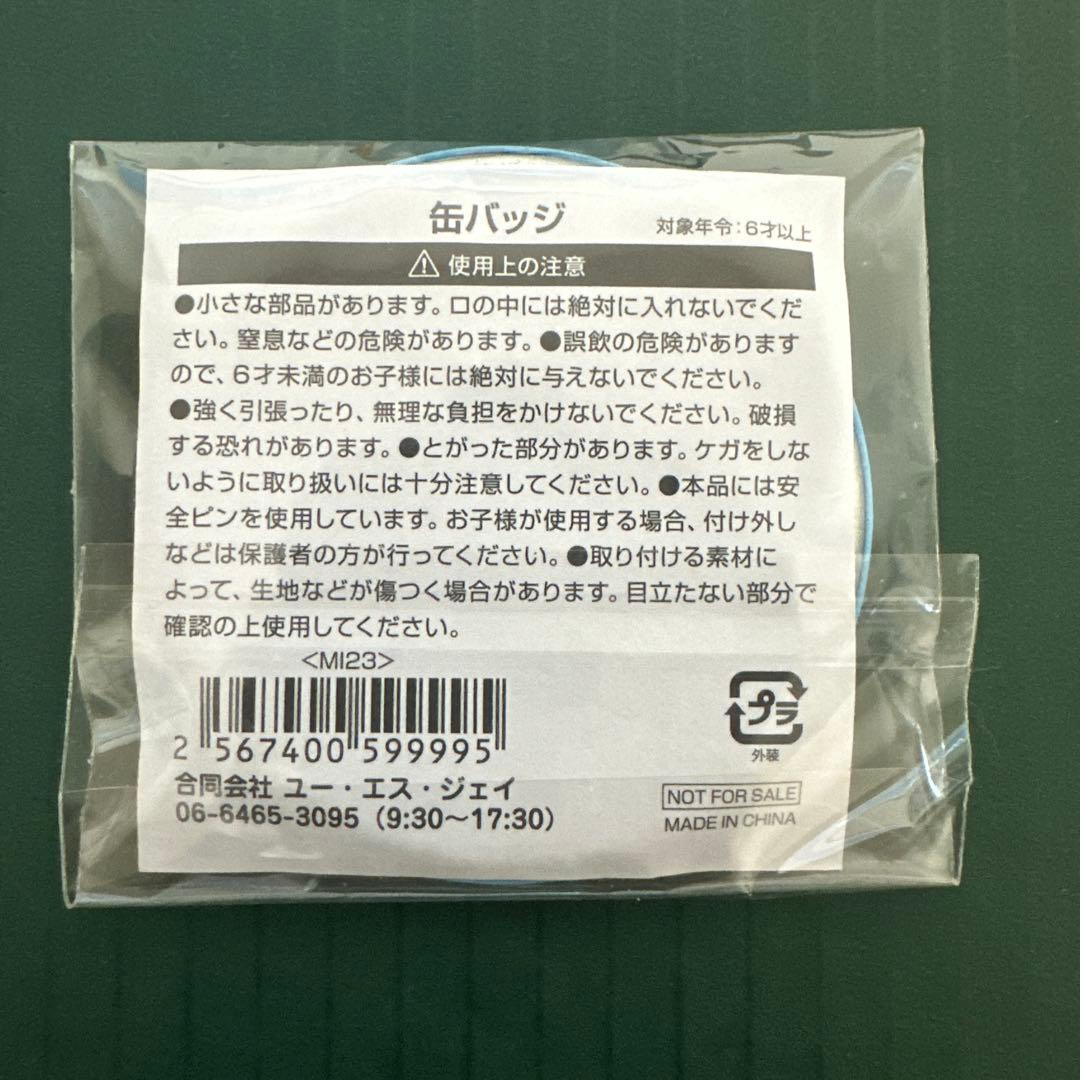 缶バッジ
対象年令：6才以上
⚠ 使用上の注意
●小さな部品があります。口の中には絶対に入れないでくだ
さい。窒息などの危険があります。●誤飲の危険があります
ので、6才未満のお子様には絶対に与えないでください。
●強く引張ったり、無理な負担をかけないでください。破損
する恐れがあります。●とがった部分があります。ケガをしな
いように取り扱いには十分注意してください。●本品には安
全ピンを使用しています。お子様が使用する場合、付け外し
などは保護者の方が行ってください。●取り付ける素材に
よって、生地などが傷つく場合があります。目立たない部分で
確認の上使用してください。
<MI23>
2 567400 599995
プラ
外装
合同会社 ユー・エス・ジェイ
06-6465-3095（9:30〜17:30）
NOT FOR SALE
MADE IN CHINA